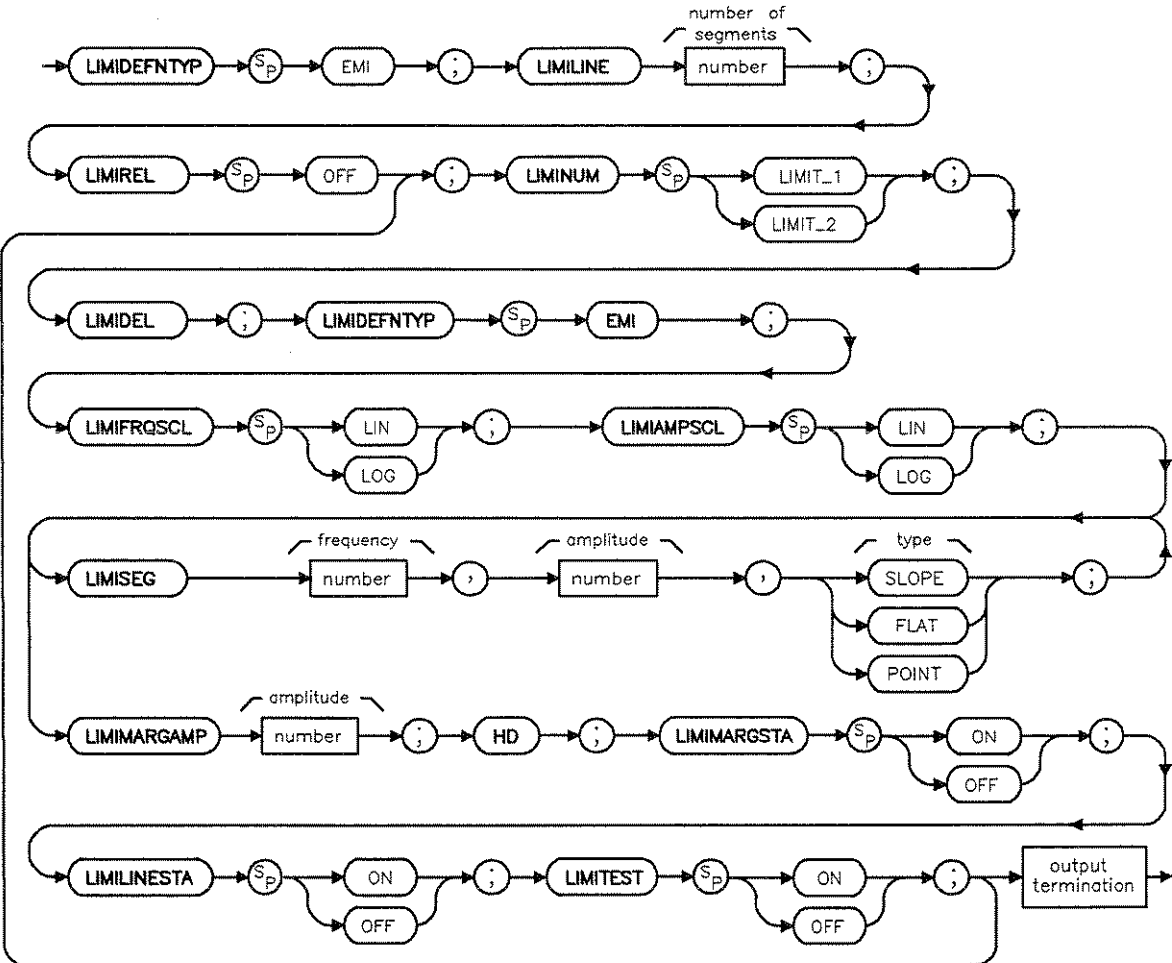 number of
segments
LIMIDEFNTYP SP EMI ; LIMILINE number ;
LIMIREL SP OFF ; LIMINUM SP LIMIT_1 ;
LIMIT_2
LIMIDEL ; LIMIDEFNTYP SP EMI ;
LIMIFRQSCL SP LIN ; LIMIAMPSCL SP LIN ;
LOG LOG
frequency amplitude type
LIMISEG number , number , SLOPE ;
FLAT
POINT
amplitude
LIMIMARGAMP number ; HD ; LIMIMARGSTA SP ON ;
OFF
LIMILINESTA SP ON ; LIMITEST SP ON ; output
termination
OFF OFF